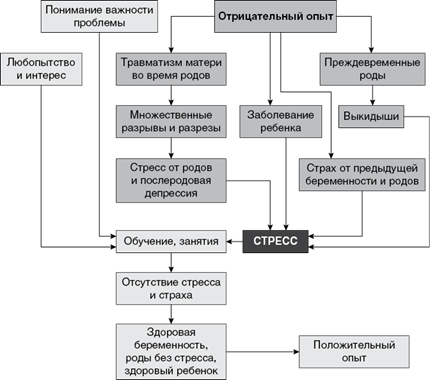 Понимание важности
проблемы
Отрицательный опыт
Любопытство
и интерес
Травматизм матери
во время родов
Преждевременные
роды
Множественные
разрывы и разрезы
Заболевание
ребенка
Выкидыши
Стресс от родов
и послеродовая
депрессия
Страх от предыдущей
беременности и родов
Обучение, занятия
СТРЕСС
Отсутствие стресса
и страха
Здоровая
беременность,
роды без стресса,
здоровый ребенок
Положительный
опыт